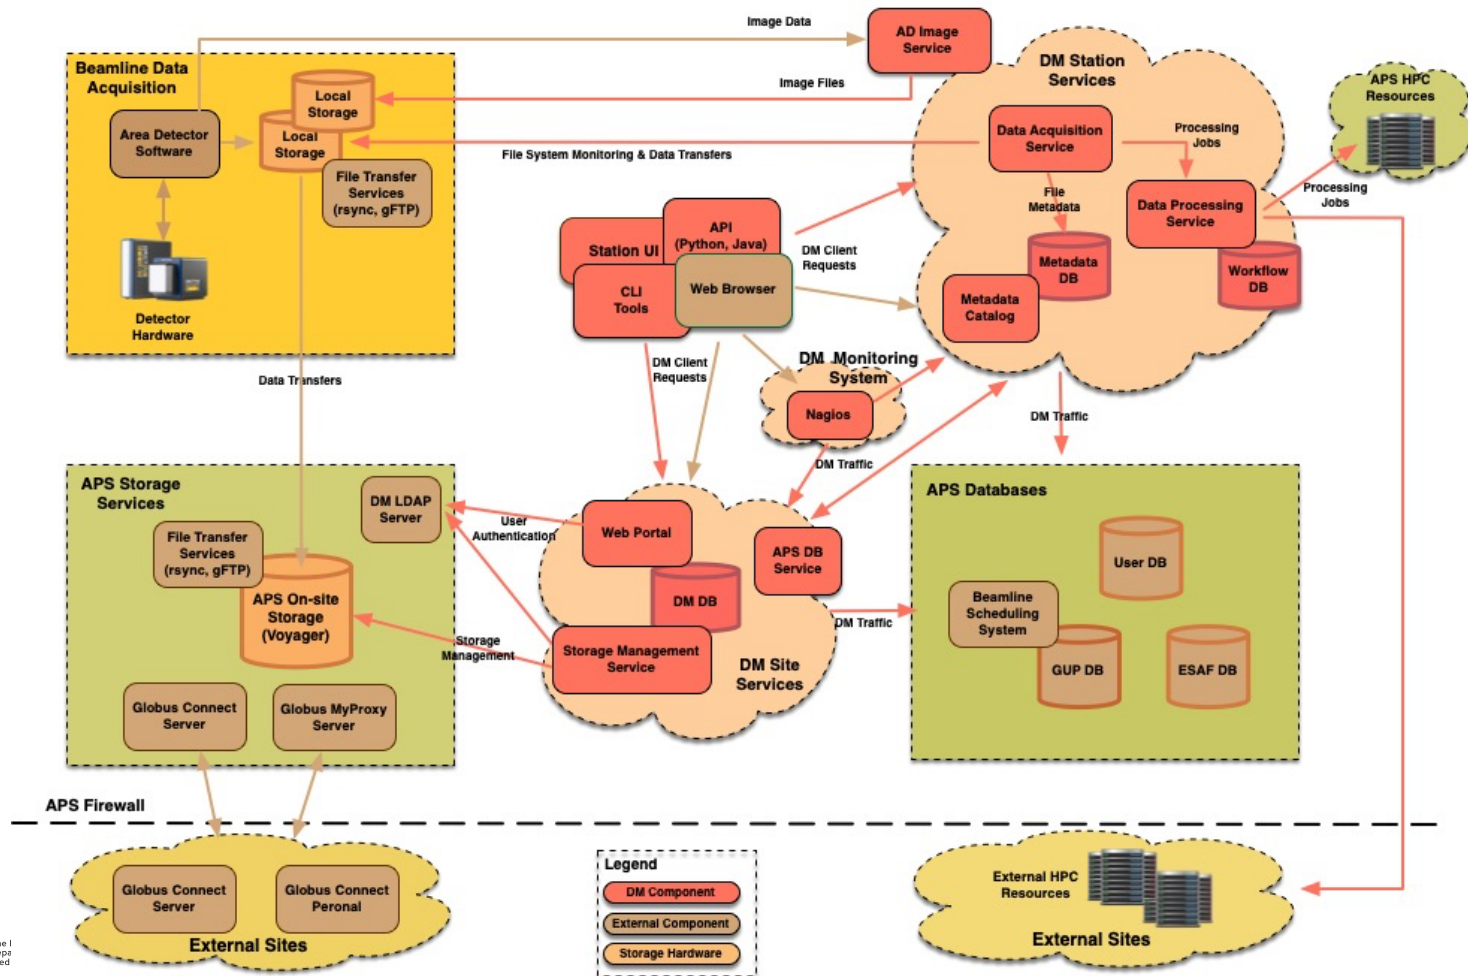 Image Data
AD Image
Service
Beamline Data
Acquisition
Local
Storage
Image Files
DM Station
Services
APS HPC
Resources
Area Detector
Software
Local
Storage
File System Monitoring & Data Transfers
Data Acquisition
Service
Processing
Jobs
File Transfer
Services
(rsync, gFTP)
File
Metadata
Data Processing
Service
Processing
Jobs
Station UI
API
(Python, Java)
DM Client
Requests
CLI
Tools
Web Browser
Metadata
DB
Workflow
DB
Metadata
Catalog
Detector
Hardware
DM Client
Requests
DM Monitoring
System
Nagios
Data Transfers
DM Traffic
DM Traffic
APS Storage
Services
DM LDAP
Server
User
Authentication
File Transfer
Services
(rsync, gFTP)
APS On-site
Storage
(Voyager)
Storage
Management
Globus Connect
Server
Globus MyProxy
Server
Web Portal
APS DB
Service
DM DB
Storage Management
Service
DM Site
Services
DM Traffic
APS Databases
User DB
Beamline
Scheduling
System
GUP DB
ESAF DB
APS Firewall
Globus Connect
Server
Globus Connect
Peronal
External Sites
Legend
DM Component
External Component
Storage Hardware
External HPC
Resources
External Sites